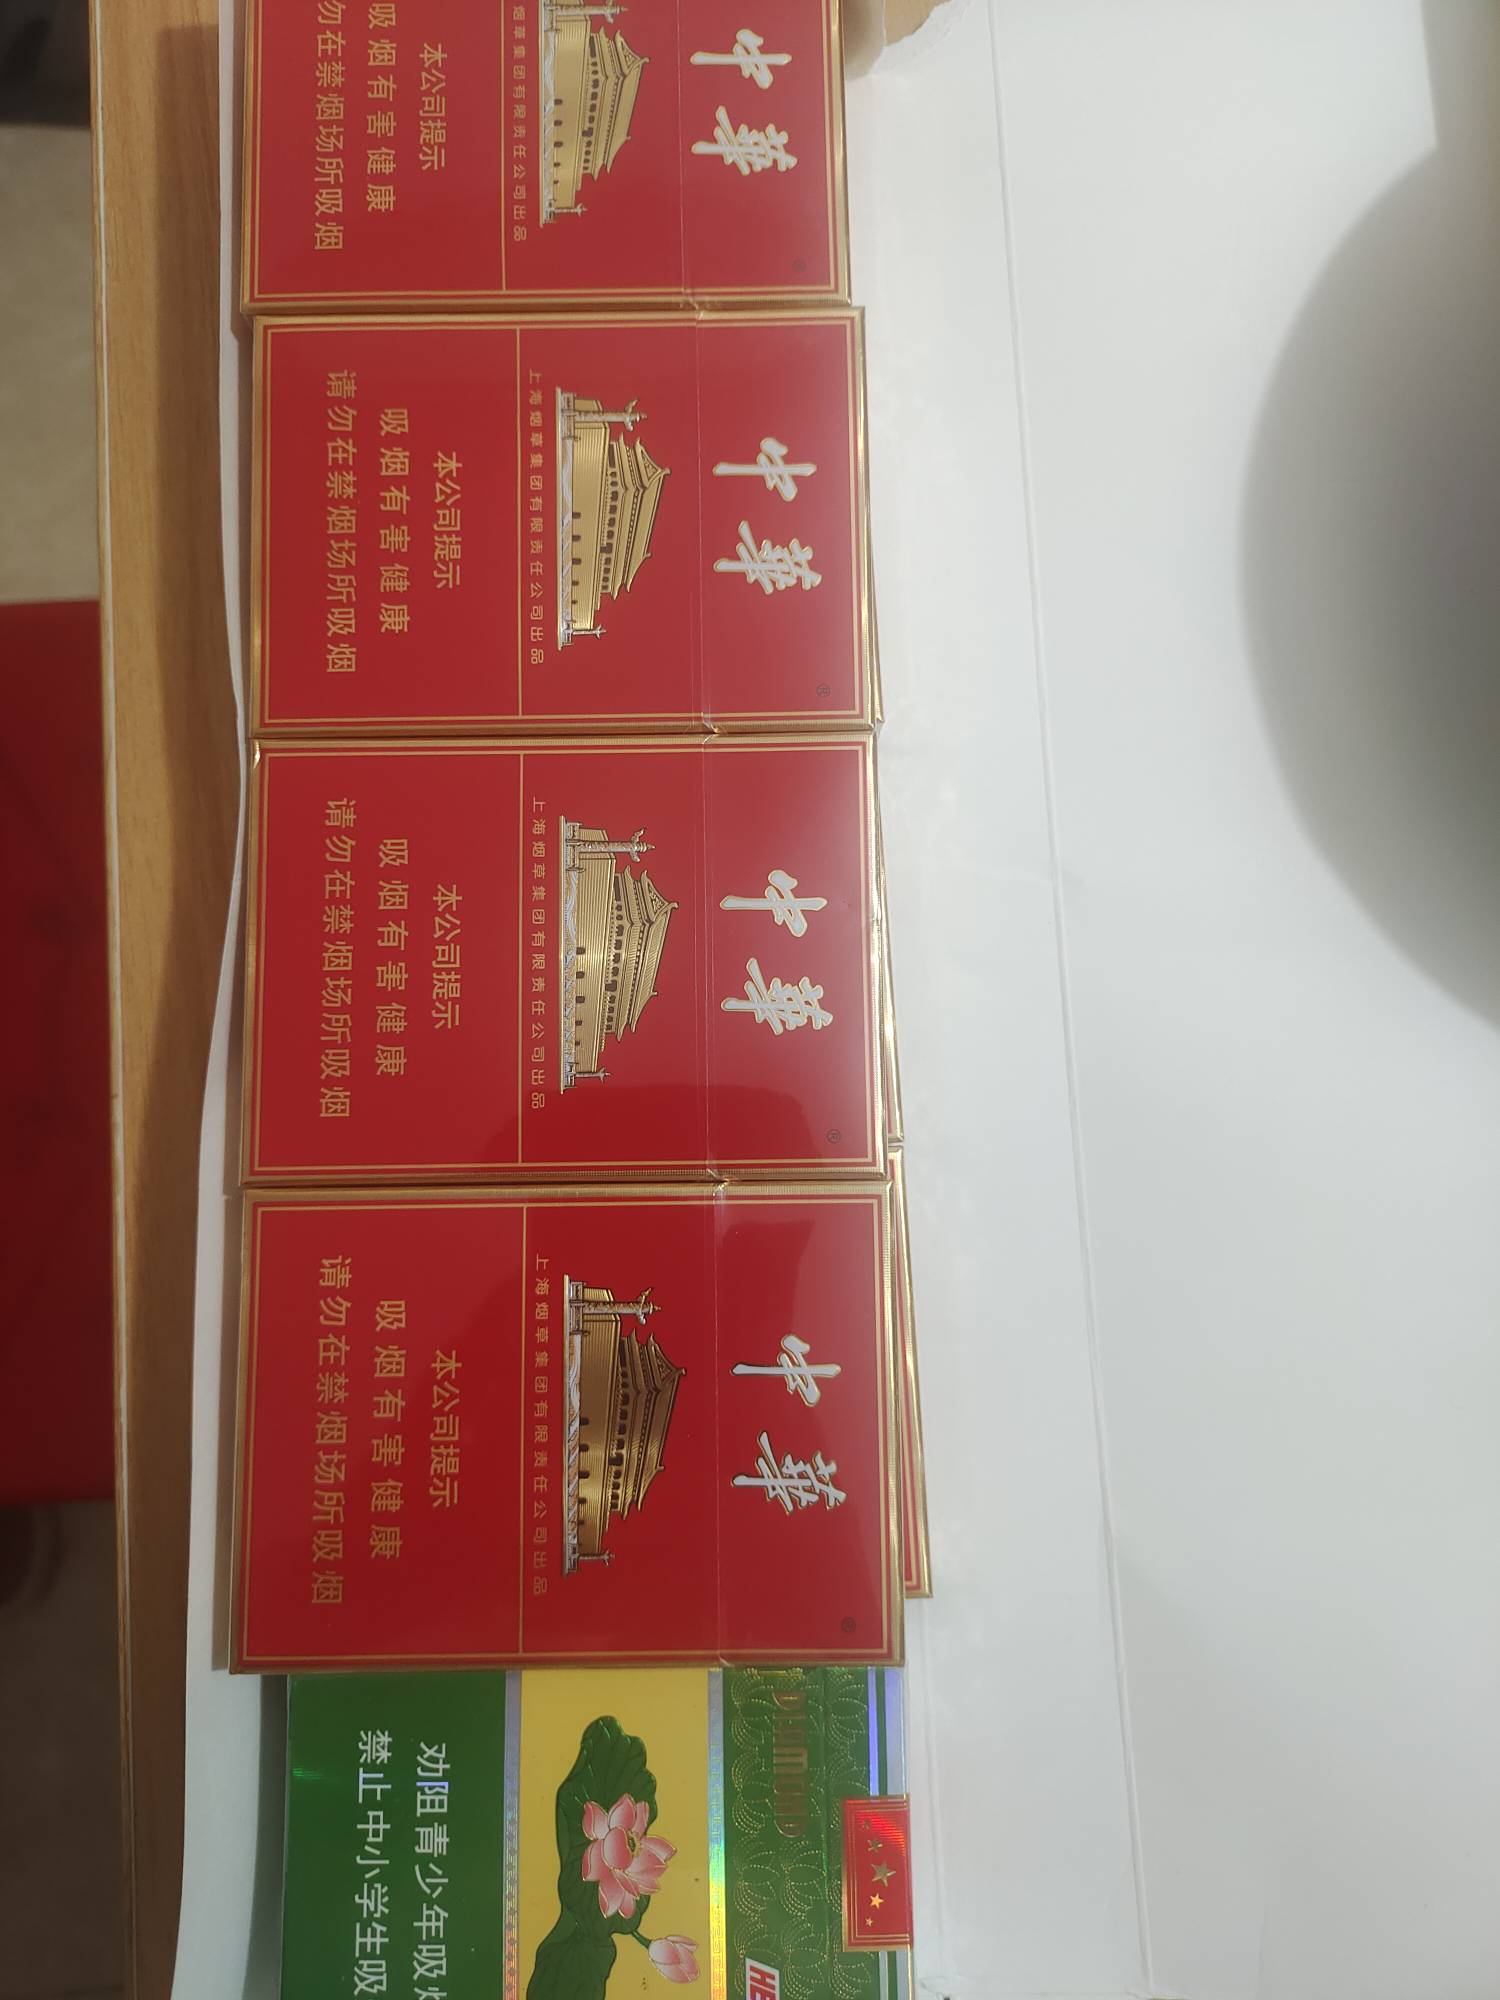 中華
®
烟草集团有限责任公司出品
本公司提示
吸烟有害健康
勿在禁烟场所吸烟
中華
®
上海烟草集团有限责任公司出品
本公司提示
吸烟有害健康
请勿在禁烟场所吸烟
中華
®
上海烟草集团有限责任公司出品
本公司提示
吸烟有害健康
请勿在禁烟场所吸烟
中華
®
上海烟草集团有限责任公司出品
本公司提示
吸烟有害健康
请勿在禁烟场所吸烟
DIAMOND
HE
劝阻青少年吸
禁止中小学生吸